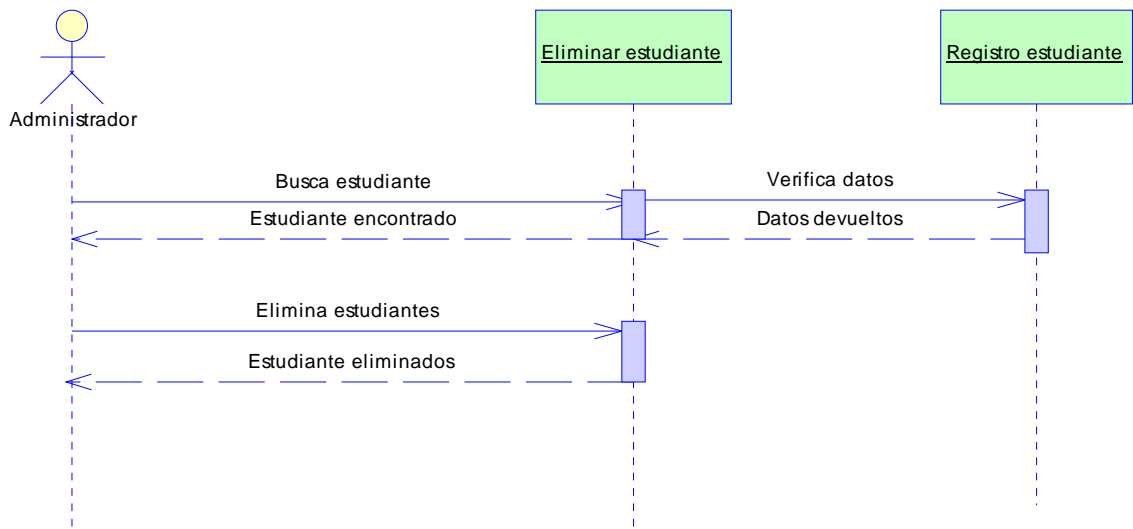 Eliminar estudiante
Registro estudiante
Administrador
Busca estudiante
Verifica datos
Estudiante encontrado
Datos devueltos
Elimina estudiantes
Estudiante eliminados